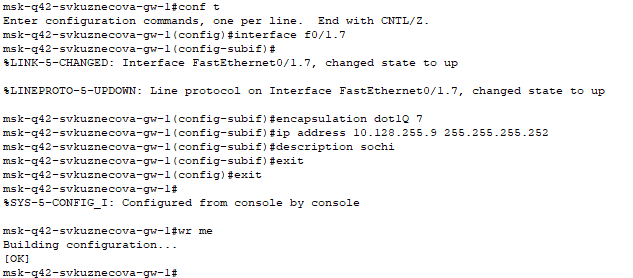 msk-q42-svkuznecova-gw-1#conf t
Enter configuration commands, one per line.  End with CNTL/Z.
msk-q42-svkuznecova-gw-1(config)#interface f0/1.7
msk-q42-svkuznecova-gw-1(config-subif)#
%LINK-5-CHANGED: Interface FastEthernet0/1.7, changed state to up
%LINEPROTO-5-UPDOWN: Line protocol on Interface FastEthernet0/1.7, changed state to up
msk-q42-svkuznecova-gw-1(config-subif)#encapsulation dot1Q 7
msk-q42-svkuznecova-gw-1(config-subif)#ip address 10.128.255.9 255.255.255.252
msk-q42-svkuznecova-gw-1(config-subif)#description sochi
msk-q42-svkuznecova-gw-1(config-subif)#exit
msk-q42-svkuznecova-gw-1(config)#exit
msk-q42-svkuznecova-gw-1#
%SYS-5-CONFIG_I: Configured from console by console
msk-q42-svkuznecova-gw-1#wr me
Building configuration...
[OK]
msk-q42-svkuznecova-gw-1#